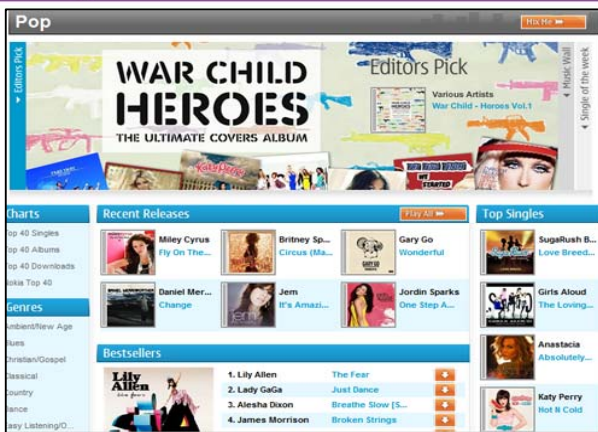 Pop
Mix Me
Editors Pick
WAR CHILD
HEROES
THE ULTIMATE COVERS ALBUM
Editors Pick
Various Artists
War Child - Heroes Vol.1
Music Wall
Single of the week
Charts
Top 40 Singles
Top 40 Albums
Top 40 Downloads
Nokia Top 40
Genres
Ambient/New Age
Blues
Christian/Gospel
Classical
Country
Dance
Easy Listening/O...
Recent Releases
Play All
Miley Cyrus
Fly On The...
Britney Sp...
Circus (Ma...
Gary Go
Wonderful
Daniel Mer...
Change
Jem
It's Amazi...
Jordin Sparks
One Step A...
Bestsellers
Lily
Allen
1. Lily Allen
The Fear
2. Lady GaGa
Just Dance
3. Alesha Dixon
Breathe Slow [S...
4. James Morrison
Broken Strings
Top Singles
SugaRush B...
Love Breed...
Girls Aloud
The Loving...
Anastacia
Absolutely...
Katy Perry
Hot N Cold